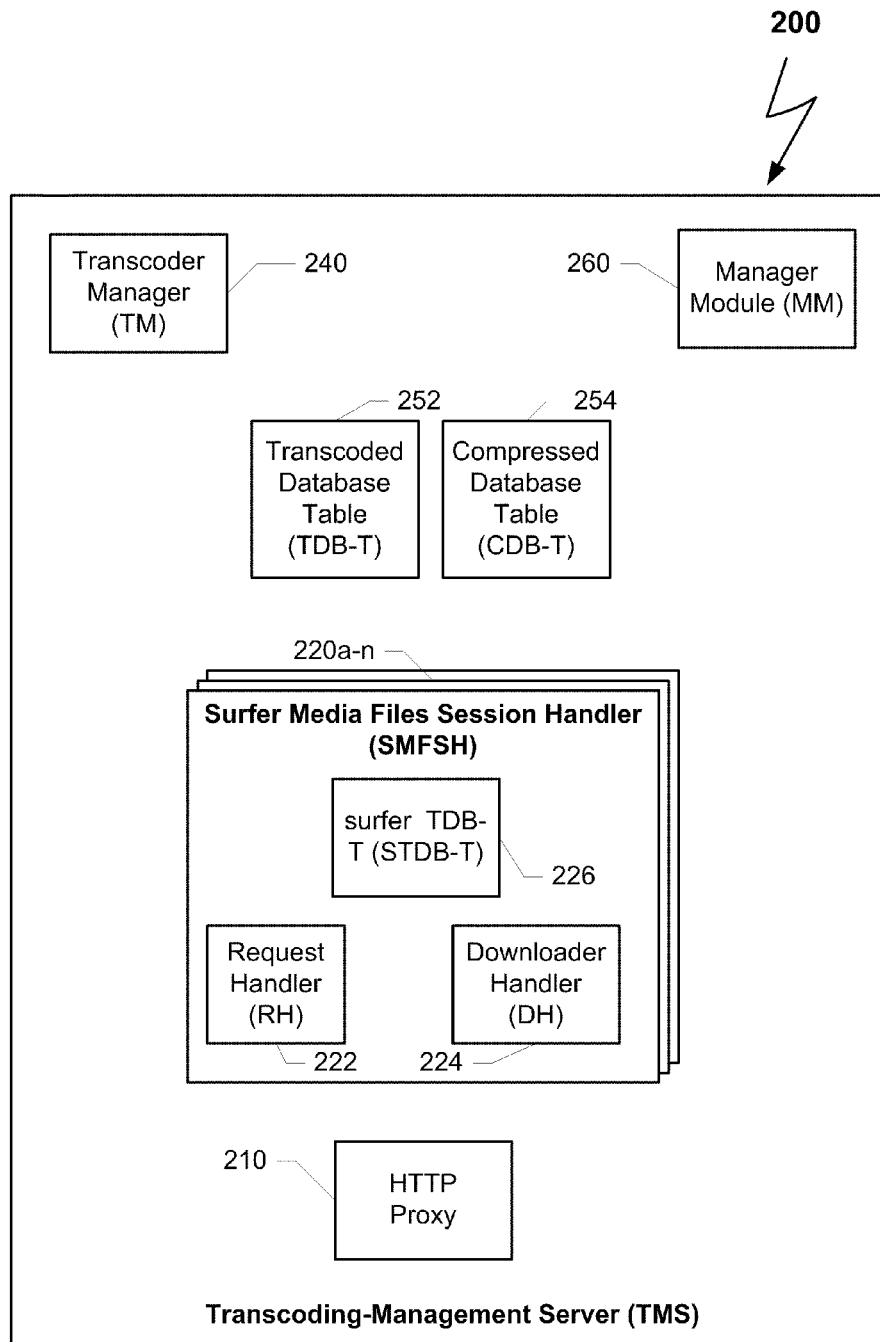 200
Transcoder
Manager
(TM)
240
260
Manager
Module (MM)
252
254
Transcoded
Database
Table
(TDB-T)
Compressed
Database
Table
(CDB-T)
220a-n
Surfer Media Files Session Handler
(SMFSH)
surfer TDB-
T (STDB-T)
226
Request
Handler
(RH)
Downloader
Handler
(DH)
222
224
210
HTTP
Proxy
Transcoding-Management Server (TMS)